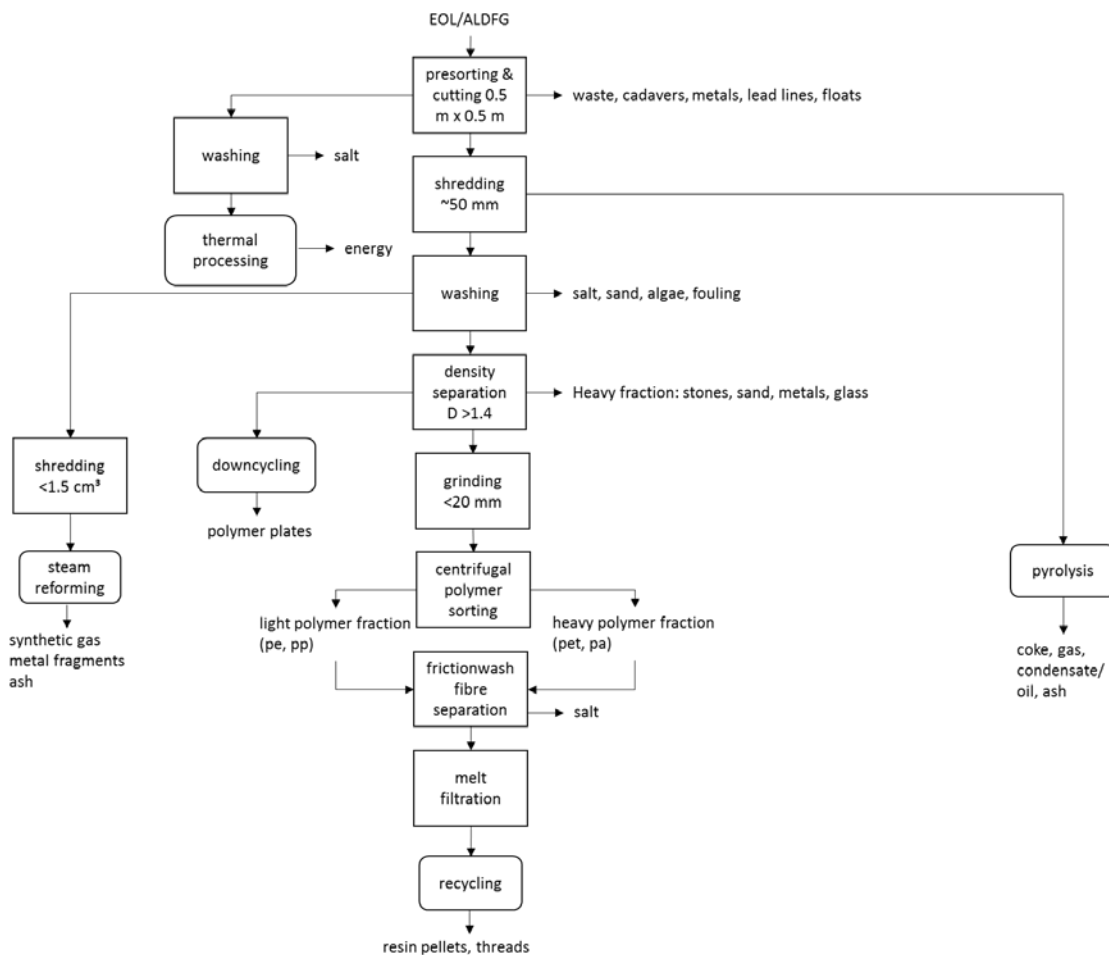 EOL/ALDFG
presorting &
cutting 0.5
m x 0.5 m
waste, cadavers, metals, lead lines, floats
washing
salt
shredding
~50 mm
thermal
processing
energy
washing
salt, sand, algae, fouling
density
separation
D >1.4
Heavy fraction: stones, sand, metals, glass
shredding
<1.5 cm³
downcycling
grinding
<20 mm
polymer plates
steam
reforming
centrifugal
polymer
sorting
pyrolysis
light polymer fraction
(pe, pp)
heavy polymer fraction
(pet, pa)
synthetic gas
metal fragments
ash
coke, gas,
condensate/
oil, ash
frictionwash
fibre
separation
salt
melt
filtration
recycling
resin pellets, threads